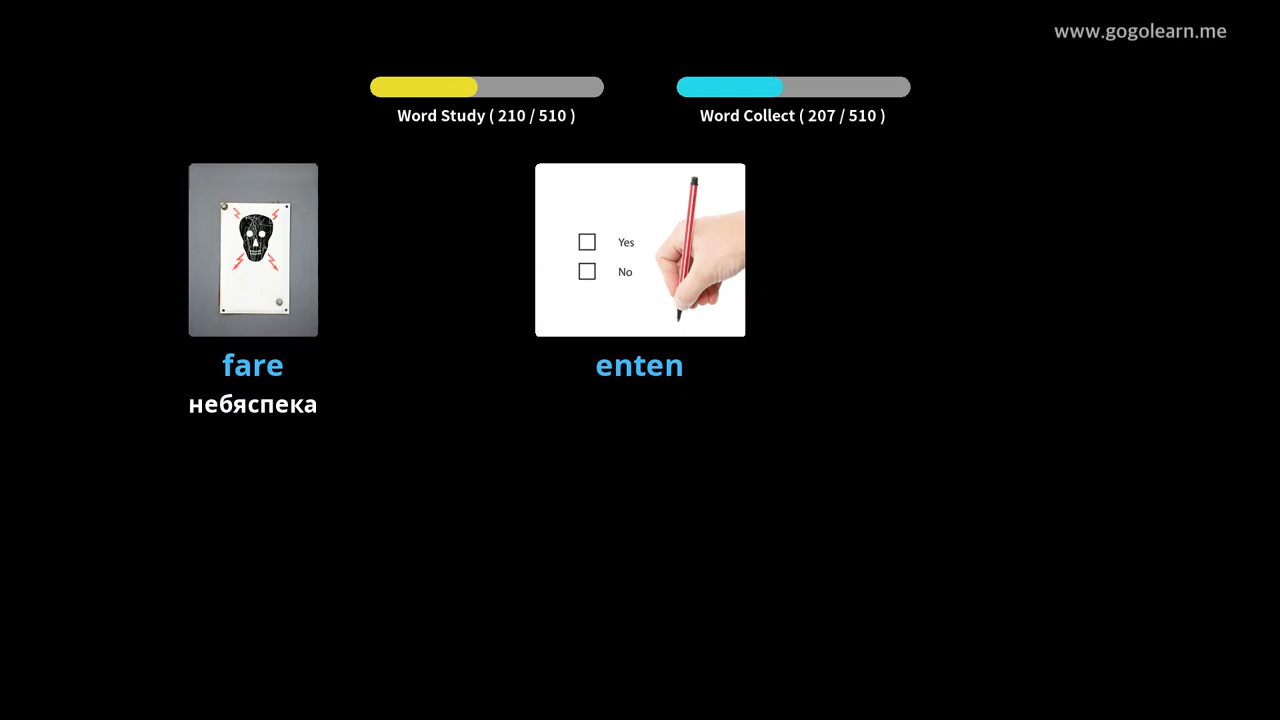 www.gogolearn.me
Word Study ( 210 / 510 )
Word Collect ( 207 / 510 )
Yes
No
fare
enten
небяспека